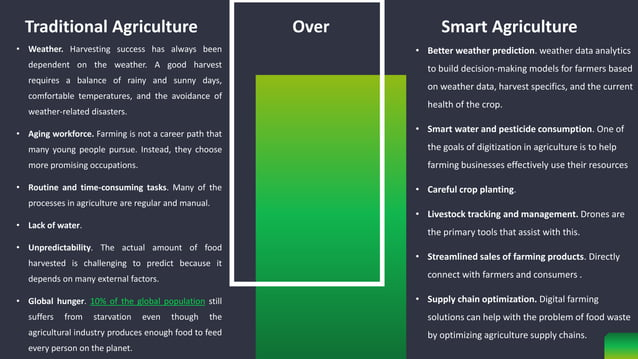 Traditional Agriculture
• Weather. Harvesting success has always been
dependent on the weather. A good harvest
requires a balance of rainy and sunny days,
comfortable temperatures, and the avoidance of
weather-related disasters.
• Aging workforce. Farming is not a career path that
many young people pursue. Instead, they choose
more promising occupations.
• Routine and time-consuming tasks. Many of the
processes in agriculture are regular and manual.
• Lack of water.
• Unpredictability. The actual amount of food
harvested is challenging to predict because it
depends on many external factors.
• Global hunger. 10% of the global population still
suffers from starvation even though the
agricultural industry produces enough food to feed
every person on the planet.
Over
Smart Agriculture
• Better weather prediction. weather data analytics
to build decision-making models for farmers based
on weather data, harvest specifics, and the current
health of the crop.
• Smart water and pesticide consumption. One of
the goals of digitization in agriculture is to help
farming businesses effectively use their resources
• Careful crop planting.
• Livestock tracking and management. Drones are
the primary tools that assist with this.
• Streamlined sales of farming products. Directly
connect with farmers and consumers .
• Supply chain optimization. Digital farming
solutions can help with the problem of food waste
by optimizing agriculture supply chains.